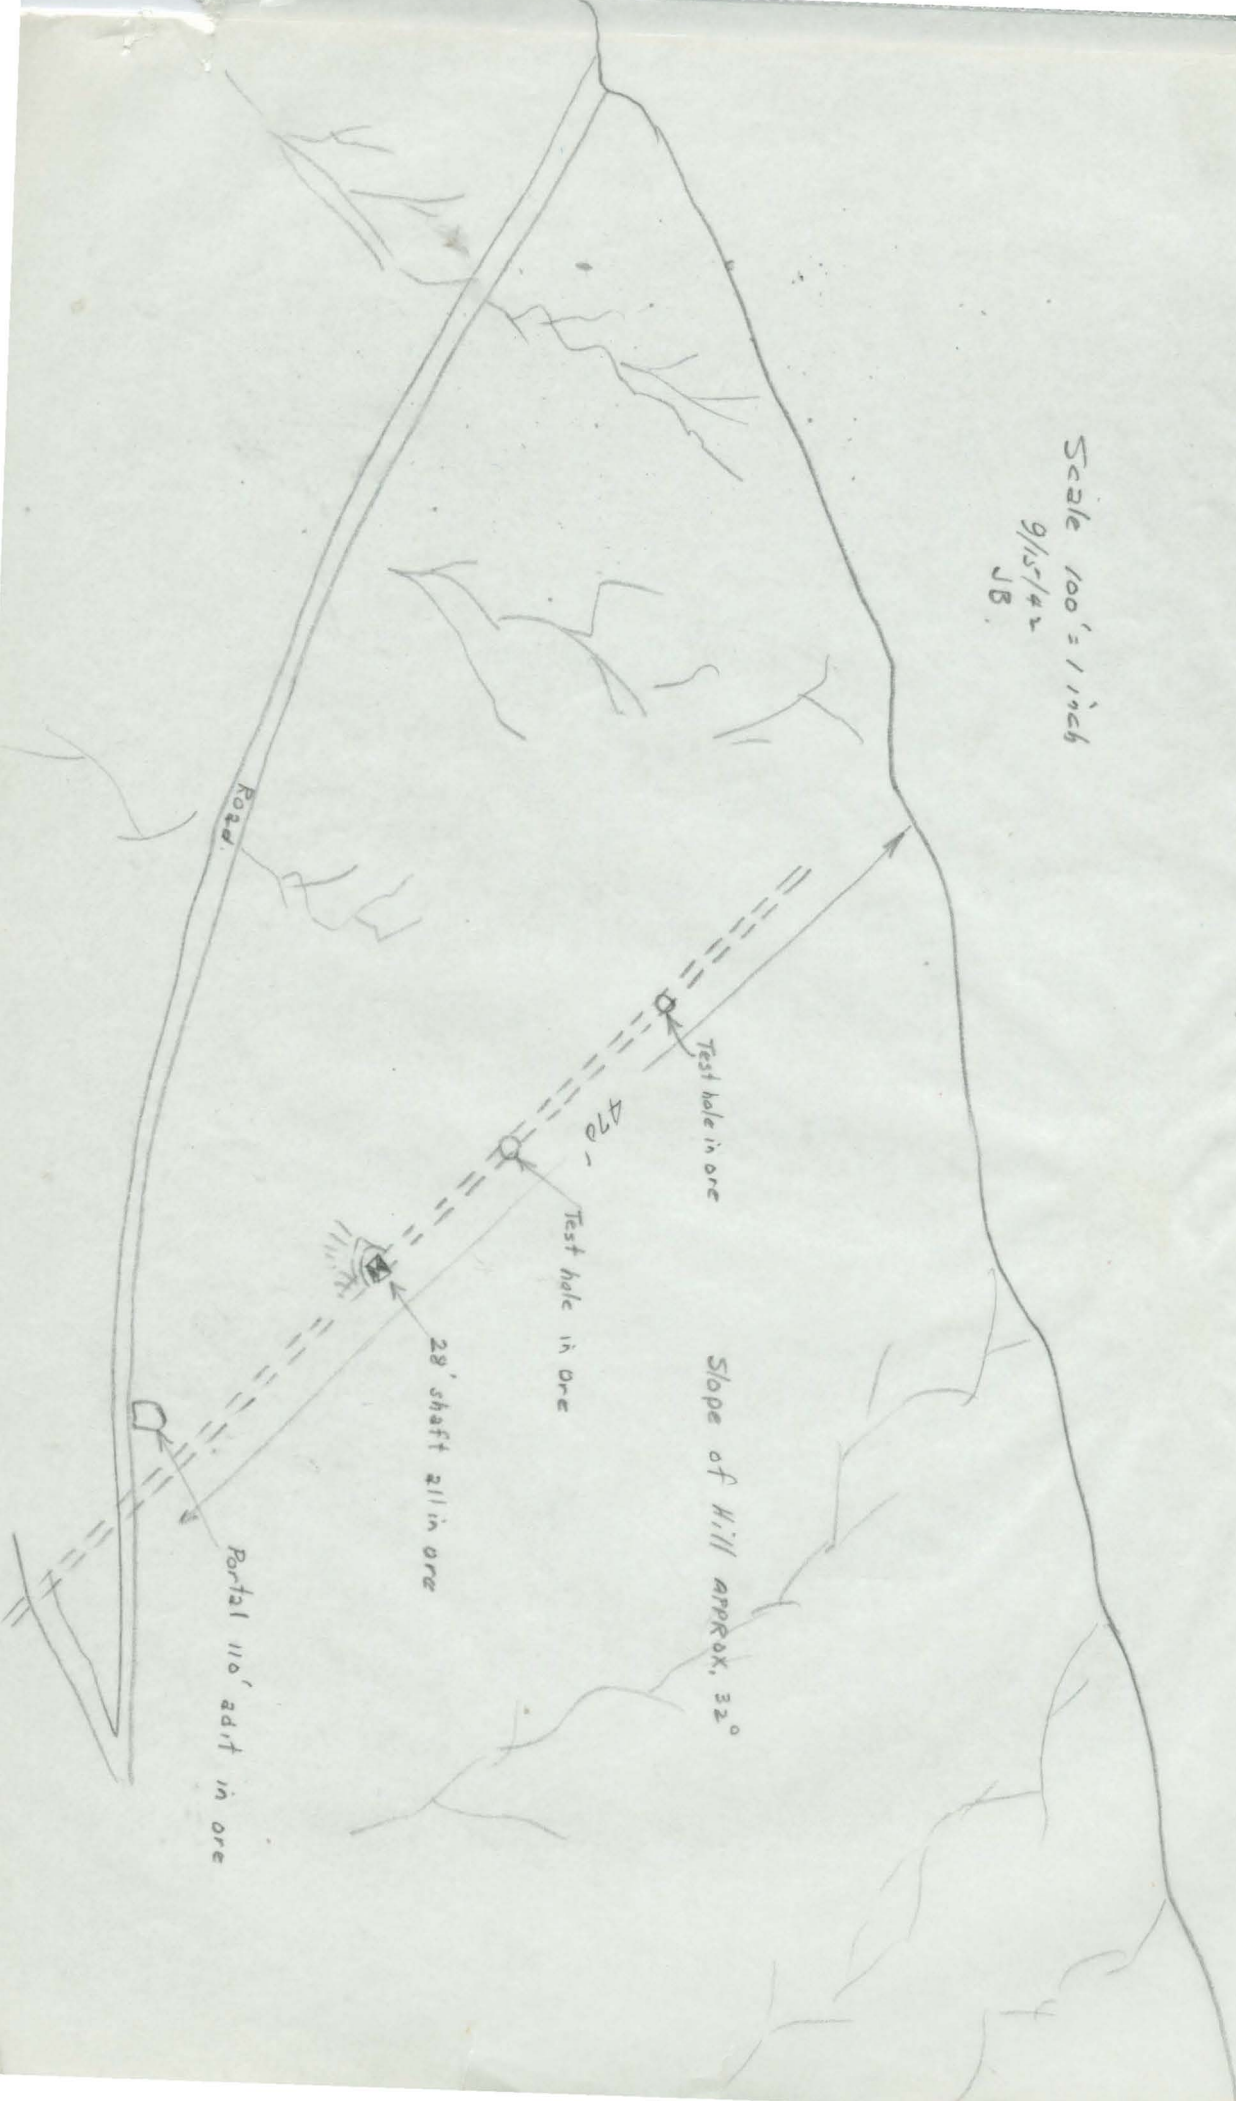 Scale 100' = 1 inch
9/15/42
JB.
Road.
Test hole in ore
470-
Test hole in ore
28' shaft all in ore
Slope of Hill APPROX. 32°
Portal 110' adit in ore